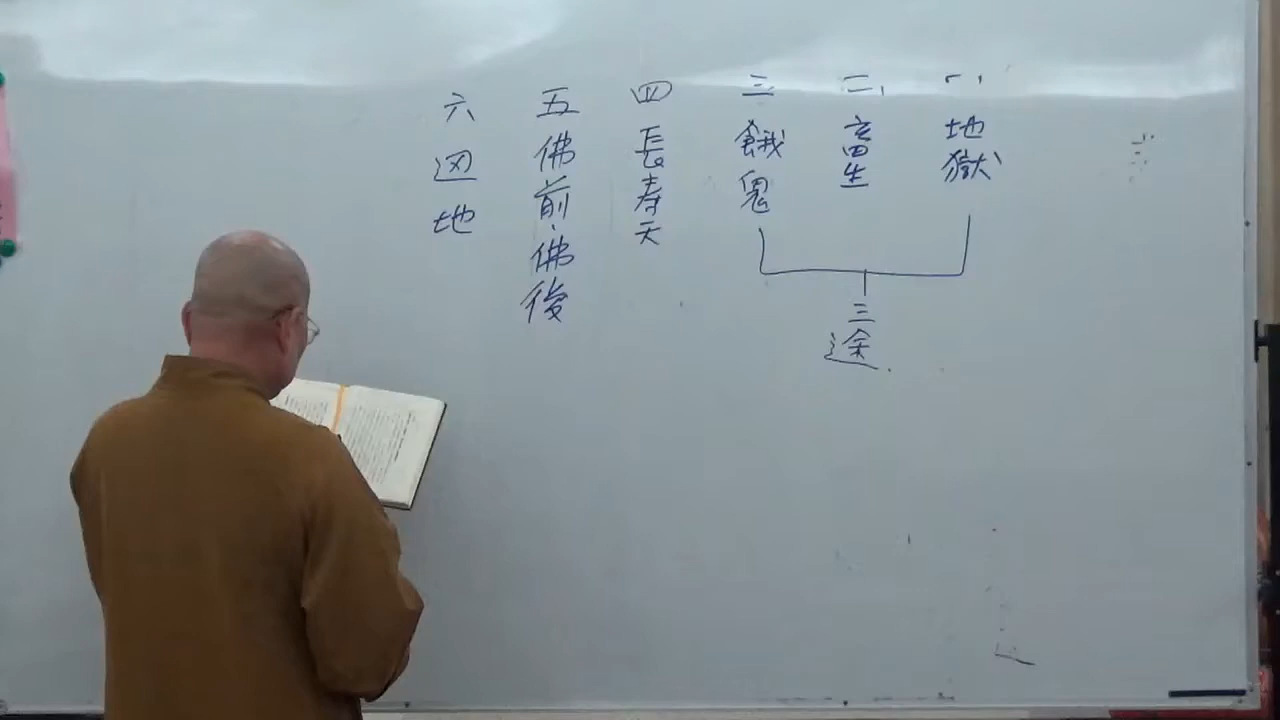 一、地獄
二、畜生
三 餓鬼
三途
四 長壽天
五 佛前、佛後
六 边地